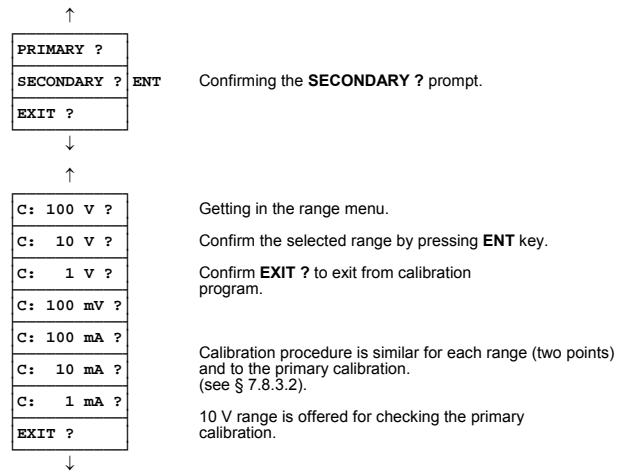 ↑
PRIMARY ?
SECONDARY ? ENT Confirming the SECONDARY ? prompt.
EXIT ?
↓
↑
C: 100 V ? Getting in the range menu.
C: 10 V ? Confirm the selected range by pressing ENT key.
C: 1 V ? Confirm EXIT ? to exit from calibration
program.
C: 100 mV ?
C: 100 mA ?
Calibration procedure is similar for each range (two points)
C: 10 mA ? and to the primary calibration.
(see § 7.8.3.2).
C: 1 mA ?
10 V range is offered for checking the primary
EXIT ? calibration.
↓